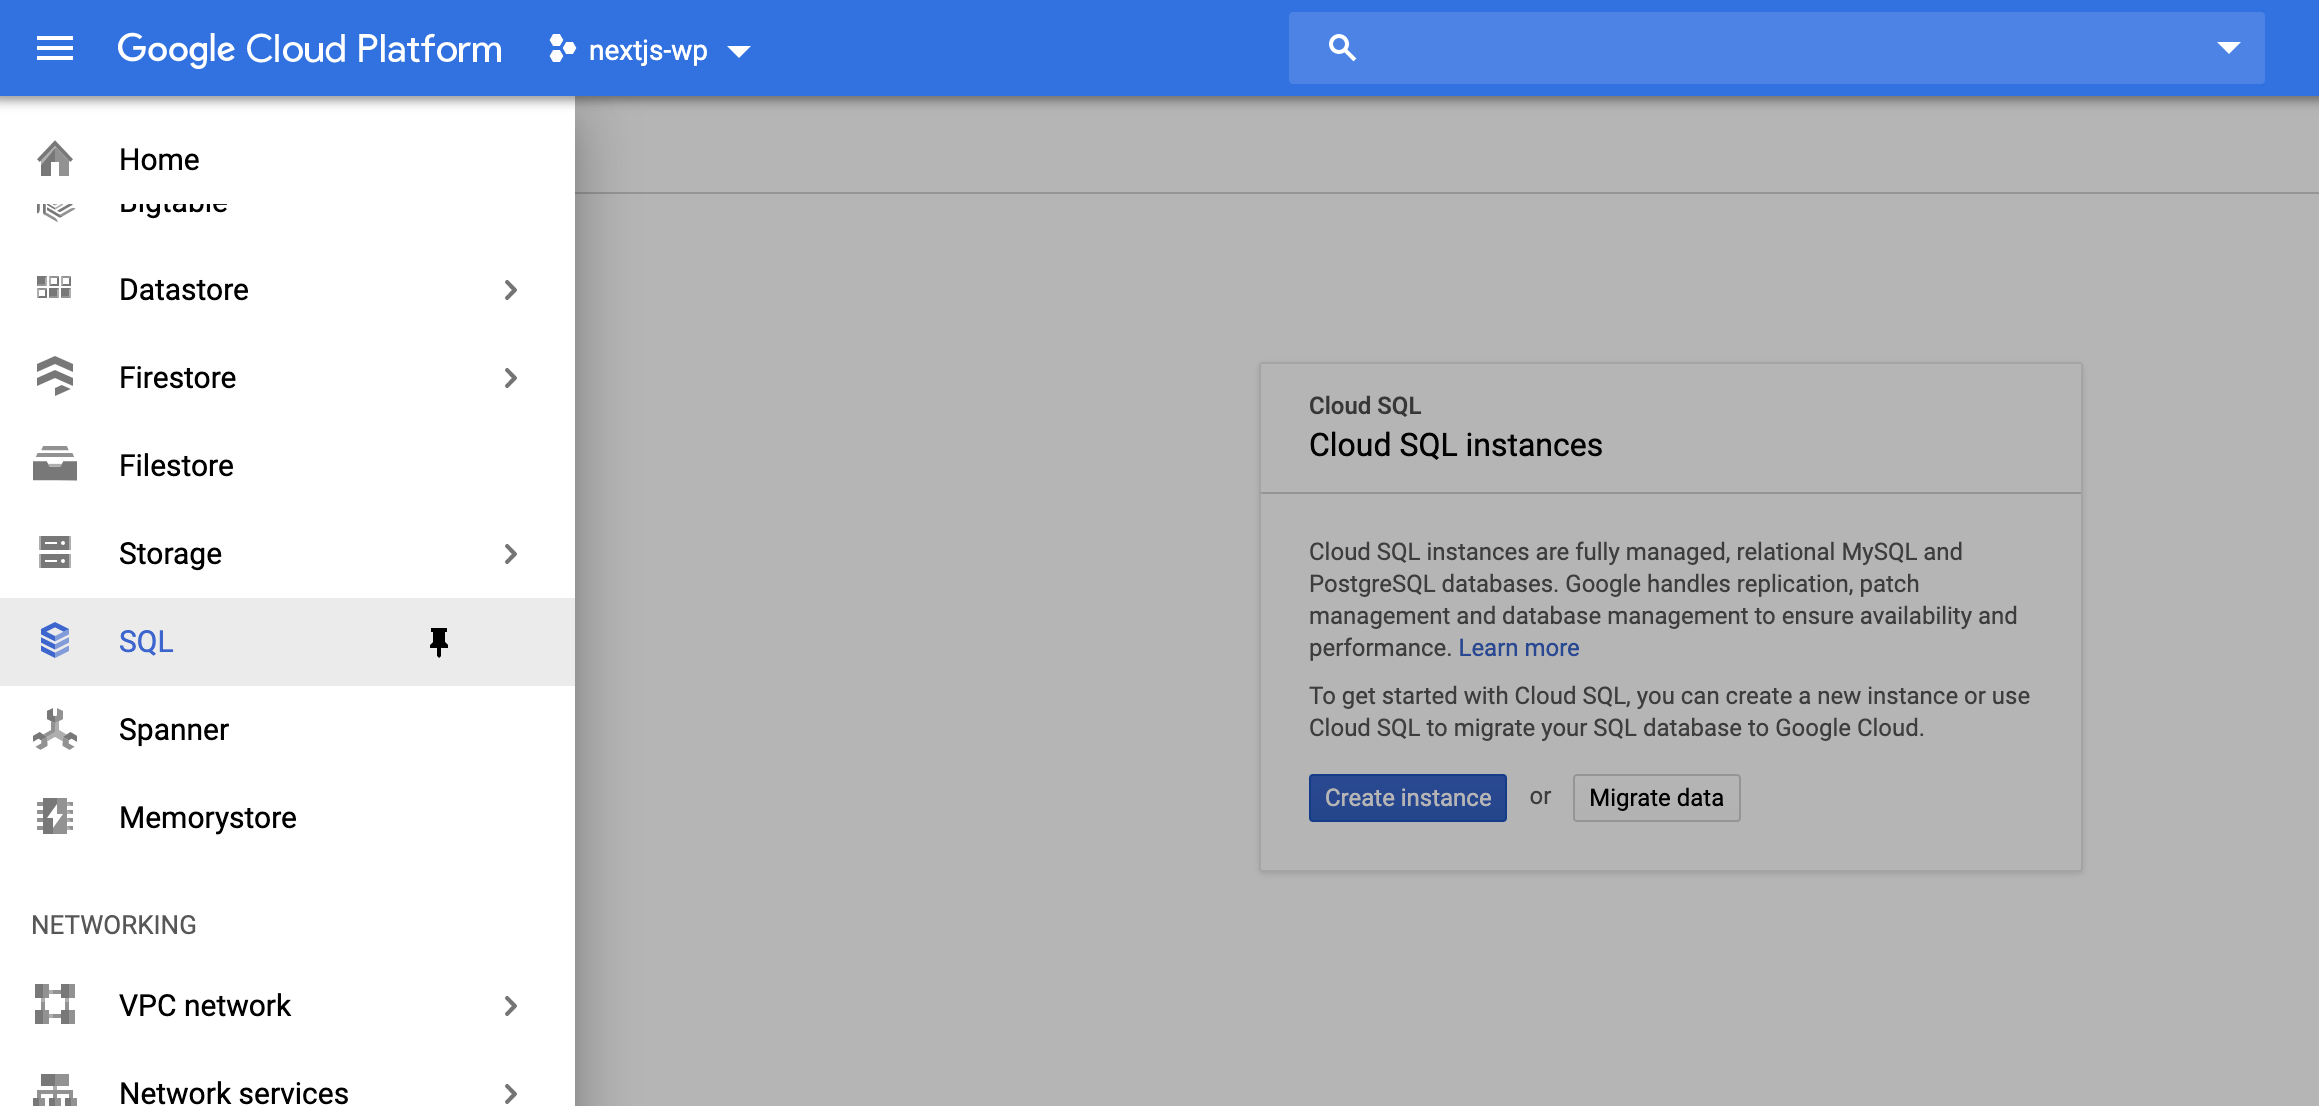 Google Cloud Platform
nextjs-wp
Home
Bigtable
Datastore
Firestore
Filestore
Storage
SQL
Spanner
Memorystore
NETWORKING
VPC network
Network services
Cloud SQL
Cloud SQL instances
Cloud SQL instances are fully managed, relational MySQL and
PostgreSQL databases. Google handles replication, patch
management and database management to ensure availability and
performance. Learn more
To get started with Cloud SQL, you can create a new instance or use
Cloud SQL to migrate your SQL database to Google Cloud.
Create instance or Migrate data